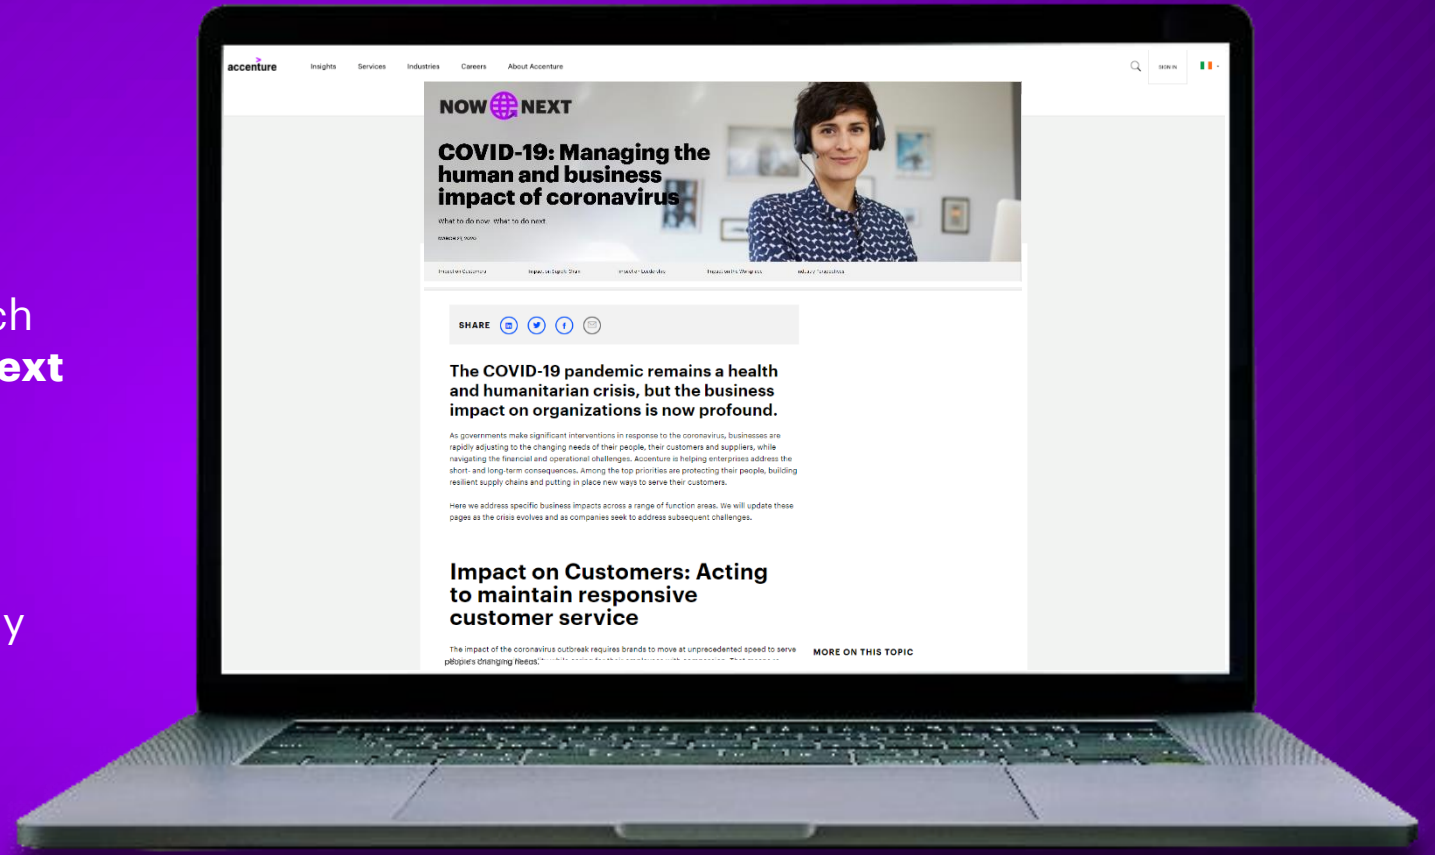 ch
ext
y
accenture
Insights Services Industries Careers About Accenture
SIGN IN
NOW NEXT
COVID-19: Managing the
human and business
impact of coronavirus
What to do now. What to do next.
SHARE
The COVID-19 pandemic remains a health
and humanitarian crisis, but the business
impact on organizations is now profound.
As governments make significant interventions in response to the coronavirus, businesses are
rapidly adjusting to the changing needs of their people, their customers and suppliers, while
navigating the financial and operational challenges. Accenture is helping enterprises address the
short- and long-term consequences. Among the top priorities are protecting their people, building
resilient supply chains and putting in place new ways to serve their customers.
Here we address specific business impacts across a range of function areas. We will update these
pages as the crisis evolves and as companies seek to address subsequent challenges.
Impact on Customers: Acting
to maintain responsive
customer service
The impact of the coronavirus outbreak requires brands to move at unprecedented speed to serve
people's changing needs.
MORE ON THIS TOPIC